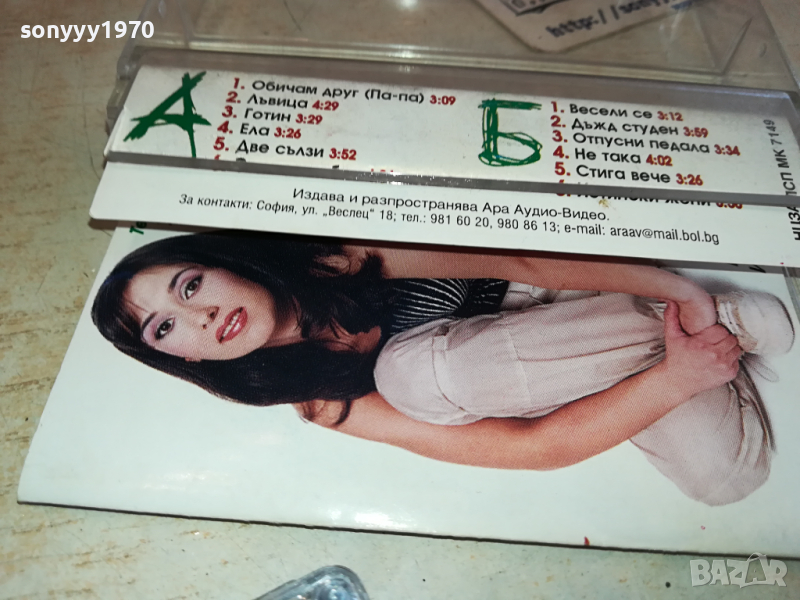 sonyyy1970
А
1. Обичам друг (Па-па) 3:09
2. Лъвица 4:29
3. Готин 3:29
4. Ела 3:26
5. Две сълзи 3:52
Б
1. Весели се 3:12
2. Дъжд студен 3:59
3. Отпусни педала 3:34
4. Не така 4:02
5. Стига вече 3:26
МК 7149
Издава и разпространява Ара Аудио-Видео.
За контакти: София, ул. „Веслец" 18; тел.: 981 60 20, 980 86 13; e-mail: araav@mail.bol.bg
BAZAR